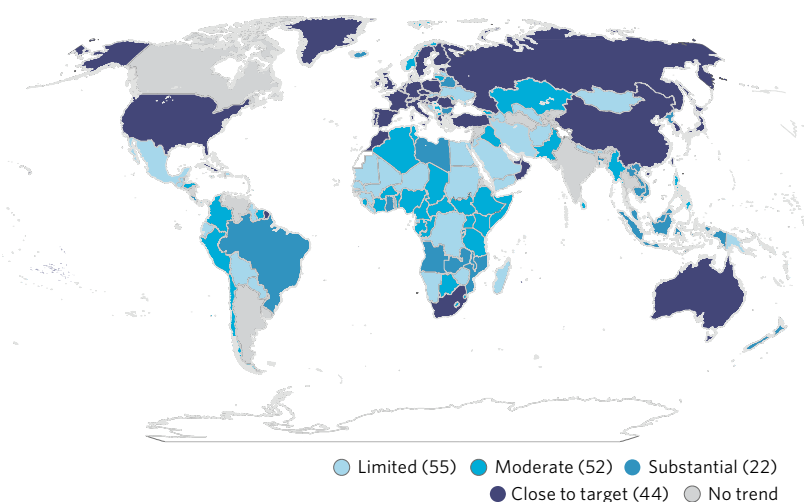 Limited (55) Moderate (52) Substantial (22)
Close to target (44) No trend